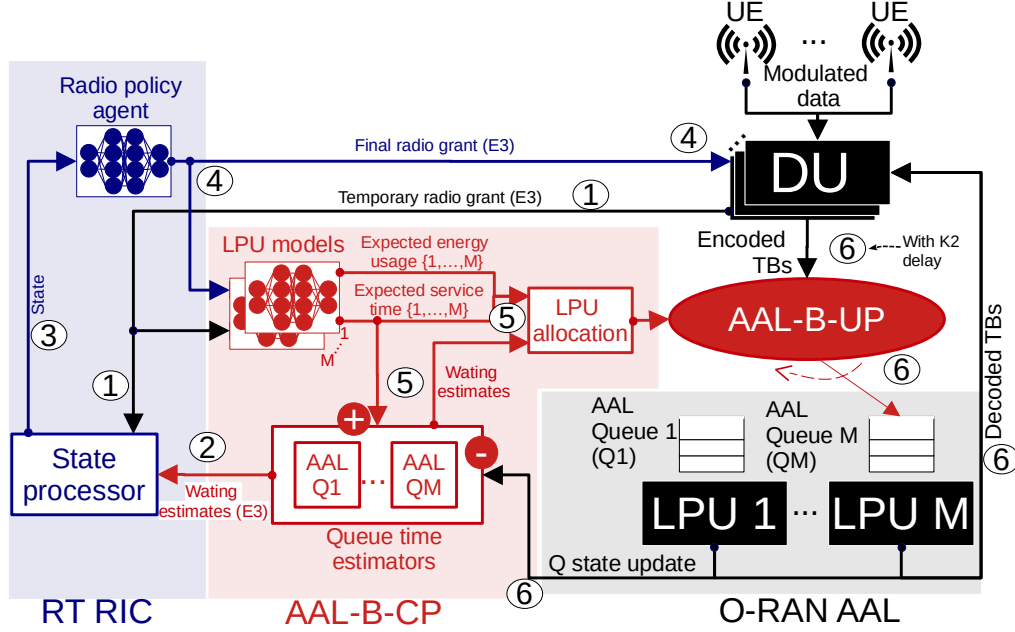 UE
...
UE
Modulated
data
Radio policy
agent
Final radio grant (E3)
4
4
DU
Temporary radio grant (E3)
1
Encoded
TBs
6
With K2
delay
LPU models
Expected energy
usage {1,...,M}
Expected service
time {1,...,M}
1
M
5
LPU
allocation
AAL-B-UP
State
3
1
5
Wating
estimates
6
Decoded TBs
+
-
2
State
processor
Wating
estimates (E3)
AAL
Q1
...
AAL
QM
Queue time
estimators
AAL
Queue 1
(Q1)
AAL
Queue M
(QM)
6
LPU 1
...
LPU M
Q state update
6
RT RIC
AAL-B-CP
O-RAN AAL